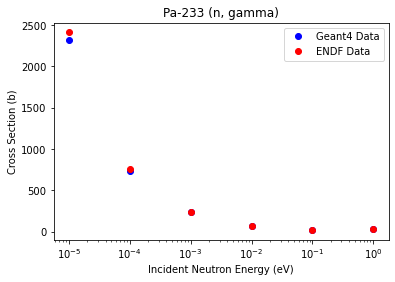 Pa-233 (n, gamma)
Geant4 Data
ENDF Data
Cross Section (b)
2500
2000
1500
1000
500
0
10⁻⁵
10⁻⁴
10⁻³
10⁻²
10⁻¹
10⁰
Incident Neutron Energy (eV)